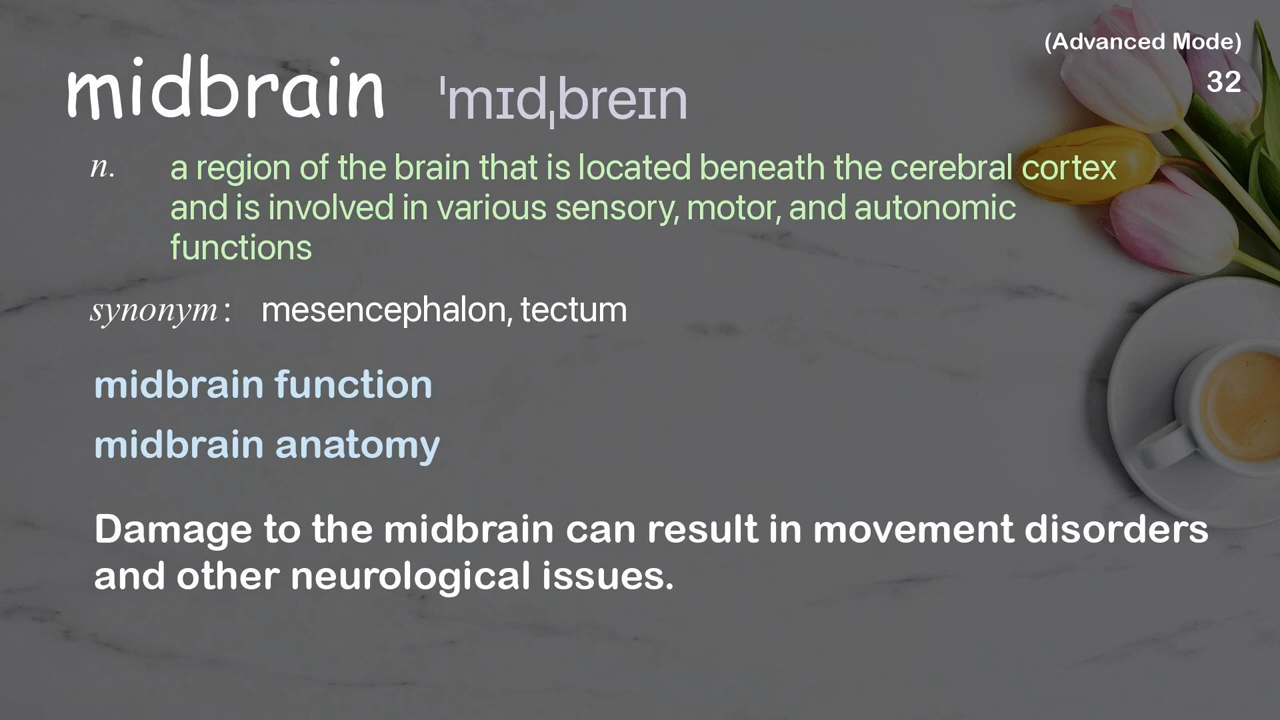 (Advanced Mode)
32
midbrain ˈmɪdˌbreɪn
n. a region of the brain that is located beneath the cerebral cortex
and is involved in various sensory, motor, and autonomic
functions
synonym: mesencephalon, tectum
midbrain function
midbrain anatomy
Damage to the midbrain can result in movement disorders
and other neurological issues.